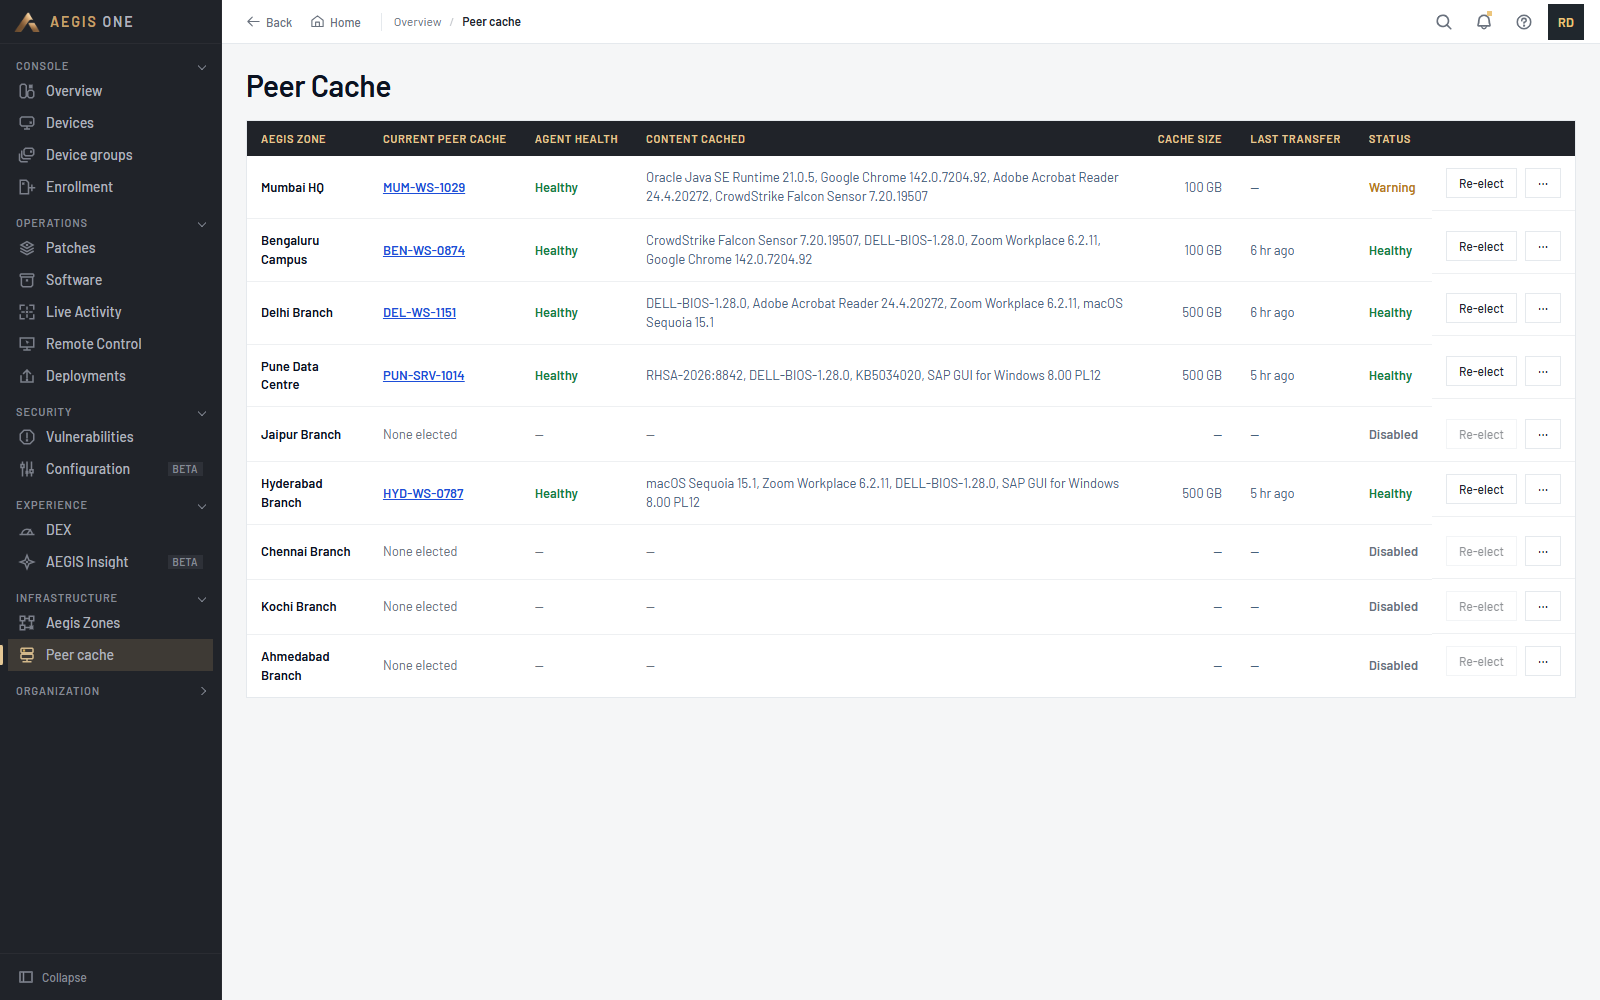 AEGIS ONE
Back
Home
Overview / Peer cache
RD
CONSOLE
Overview
Devices
Device groups
Enrollment
OPERATIONS
Patches
Software
Live Activity
Remote Control
Deployments
SECURITY
Vulnerabilities
Configuration BETA
EXPERIENCE
DEX
AEGIS Insight BETA
INFRASTRUCTURE
Aegis Zones
Peer cache
ORGANIZATION
Collapse
Peer Cache
AEGIS ZONE CURRENT PEER CACHE AGENT HEALTH CONTENT CACHED CACHE SIZE LAST TRANSFER STATUS
Mumbai HQ MUM-WS-1029 Healthy Oracle Java SE Runtime 21.0.5, Google Chrome 142.0.7204.92, Adobe Acrobat Reader
24.4.20272, CrowdStrike Falcon Sensor 7.20.19507 100 GB — Warning Re-elect ...
Bengaluru
Campus BEN-WS-0874 Healthy CrowdStrike Falcon Sensor 7.20.19507, DELL-BIOS-1.28.0, Zoom Workplace 6.2.11,
Google Chrome 142.0.7204.92 100 GB 6 hr ago Healthy Re-elect ...
Delhi Branch DEL-WS-1151 Healthy DELL-BIOS-1.28.0, Adobe Acrobat Reader 24.4.20272, Zoom Workplace 6.2.11, macOS
Sequoia 15.1 500 GB 6 hr ago Healthy Re-elect ...
Pune Data
Centre PUN-SRV-1014 Healthy RHSA-2026:8842, DELL-BIOS-1.28.0, KB5034020, SAP GUI for Windows 8.00 PL12 500 GB 5 hr ago Healthy Re-elect ...
Jaipur Branch None elected — — — — Disabled Re-elect ...
Hyderabad
Branch HYD-WS-0787 Healthy macOS Sequoia 15.1, Zoom Workplace 6.2.11, DELL-BIOS-1.28.0, SAP GUI for Windows
8.00 PL12 500 GB 5 hr ago Healthy Re-elect ...
Chennai Branch None elected — — — — Disabled Re-elect ...
Kochi Branch None elected — — — — Disabled Re-elect ...
Ahmedabad
Branch None elected — — — — Disabled Re-elect ...